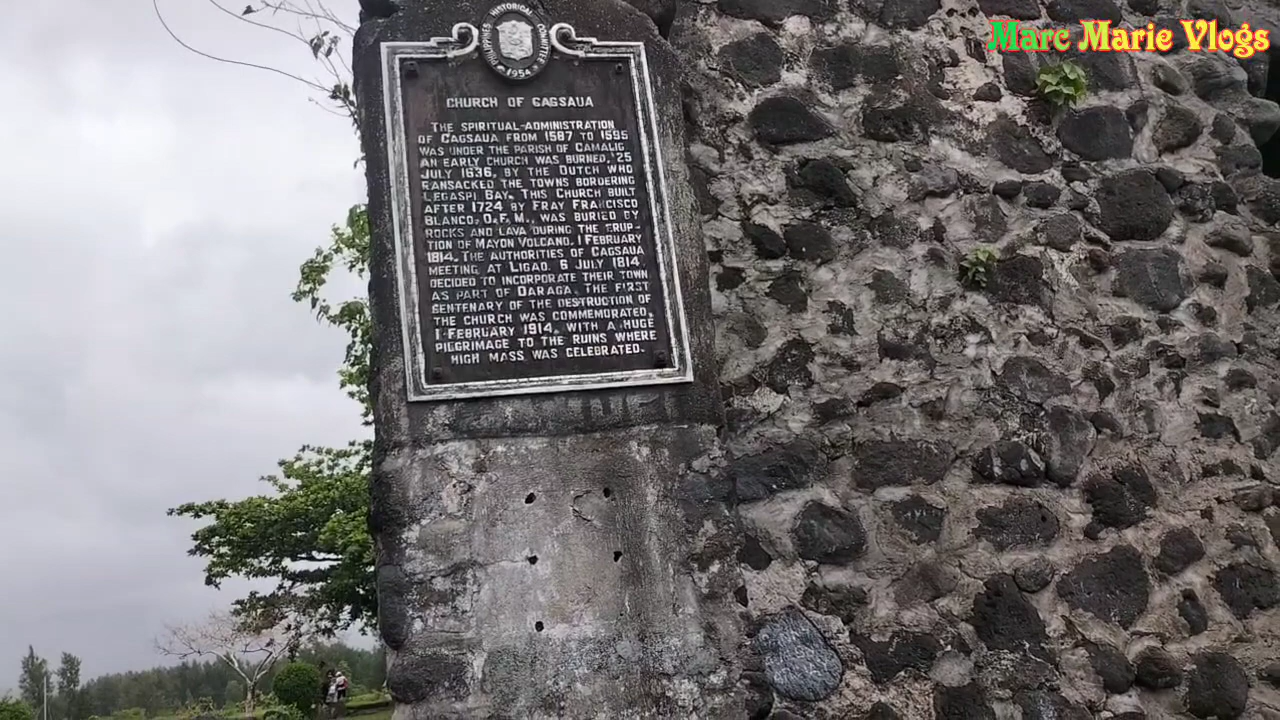 Marc Marie Vlogs
PHILIPPINES HISTORICAL COMMITTEE
1954
CHURCH OF CAGSAUA
THE SPIRITUAL ADMINISTRATION
OF CAGSAUA FROM 1587 TO 1595
WAS UNDER THE PARISH OF CAMALIG.
AN EARLY CHURCH WAS BURNED, 25
JULY 1636, BY THE DUTCH WHO
RANSACKED THE TOWNS BORDERING
LEGASPI BAY. THIS CHURCH BUILT
AFTER 1724 BY FRAY FRANCISCO
BLANCO, O.F.M., WAS BURIED BY
ROCKS AND LAVA DURING THE ERUP-
TION OF MAYON VOLCANO, 1 FEBRUARY
1814. THE AUTHORITIES OF CAGSAUA
MEETING AT LIGAO, 6 JULY 1814,
DECIDED TO INCORPORATE THEIR TOWN
AS PART OF DARAGA. THE FIRST
CENTENARY OF THE DESTRUCTION OF
THE CHURCH WAS COMMEMORATED,
1 FEBRUARY 1914, WITH A HUGE
PILGRIMAGE TO THE RUINS WHERE
HIGH MASS WAS CELEBRATED.